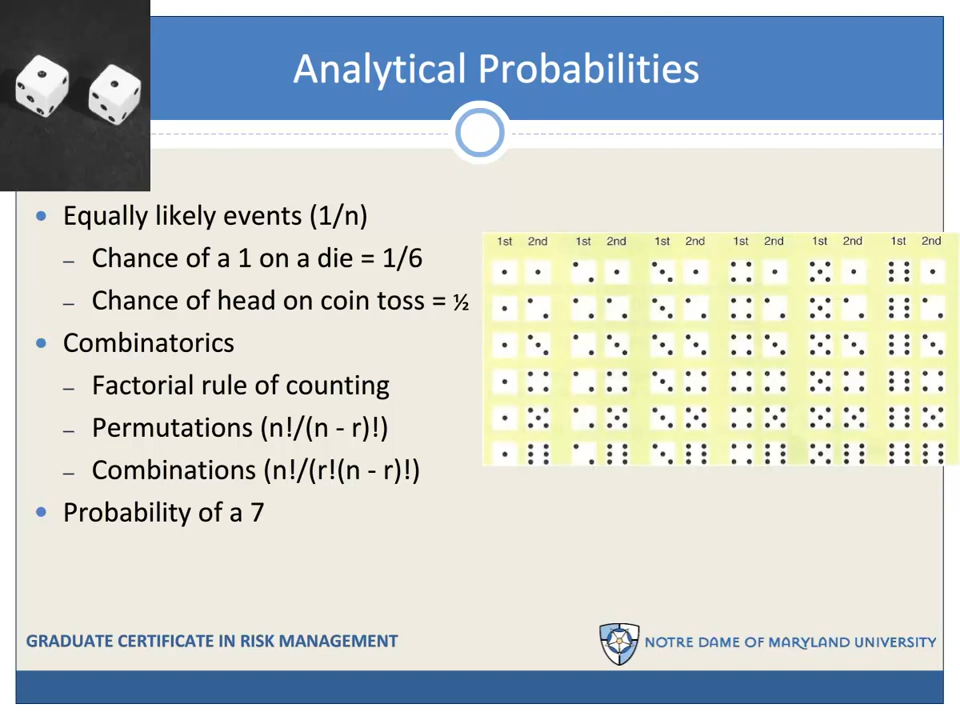 Analytical Probabilities
• Equally likely events (1/n)
– Chance of a 1 on a die = 1/6
– Chance of head on coin toss = ½
• Combinatorics
– Factorial rule of counting
– Permutations (n!/(n - r)!)
– Combinations (n!/(r!(n - r)!)
• Probability of a 7
1st 2nd 1st 2nd 1st 2nd 1st 2nd 1st 2nd 1st 2nd
GRADUATE CERTIFICATE IN RISK MANAGEMENT
NOTRE DAME OF MARYLAND UNIVERSITY